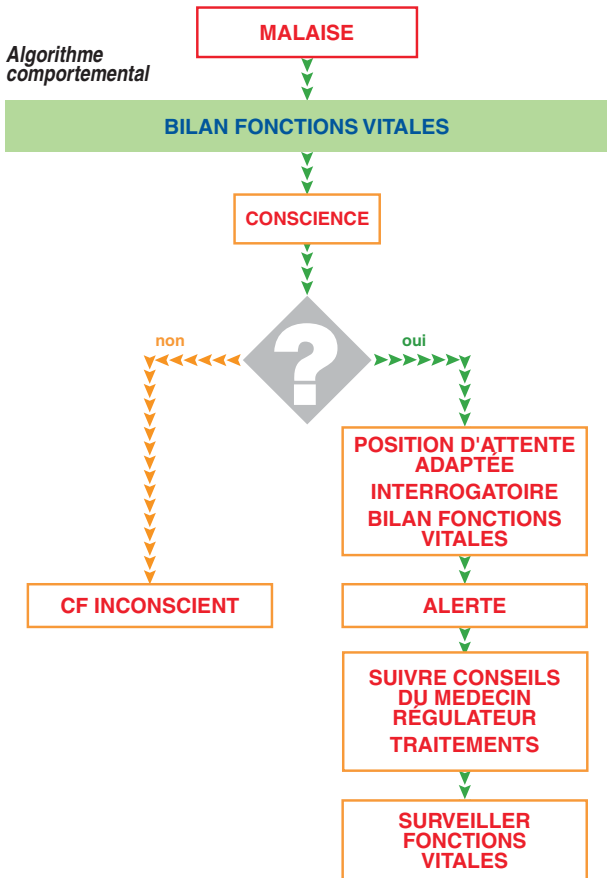 MALAISE
Algorithme
comportemental
BILAN FONCTIONS VITALES
CONSCIENCE
?
non
oui
POSITION D'ATTENTE
ADAPTÉE
INTERROGATOIRE
BILAN FONCTIONS
VITALES
CF INCONSCIENT
ALERTE
SUIVRE CONSEILS
DU MEDECIN
RÉGULATEUR
TRAITEMENTS
SURVEILLER
FONCTIONS
VITALES